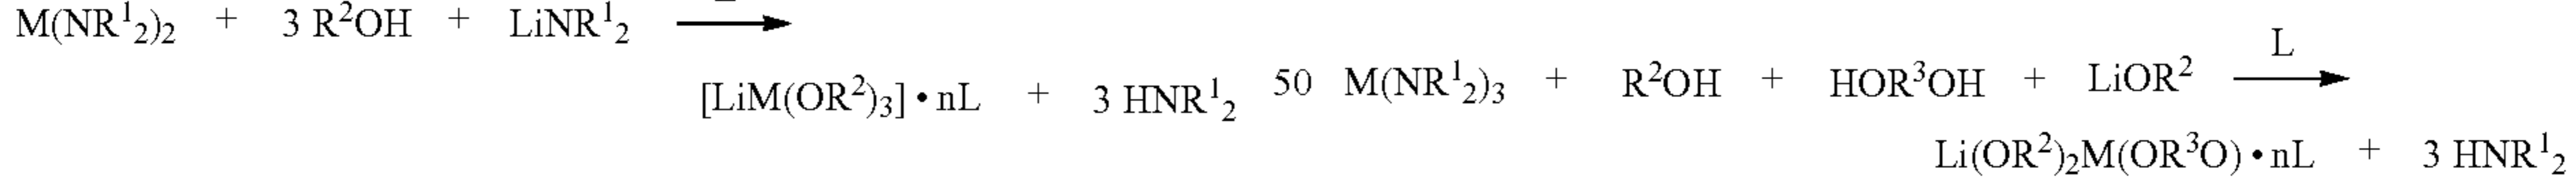 M(NR¹₂)₂ + 3 R²OH + LiNR¹₂ ⟶
[LiM(OR²)₃]•nL + 3 HNR¹₂
50
M(NR¹₂)₃ + R²OH + HOR³OH + LiOR² ⟶ L
Li(OR²)₂M(OR³O)•nL + 3 HNR¹₂